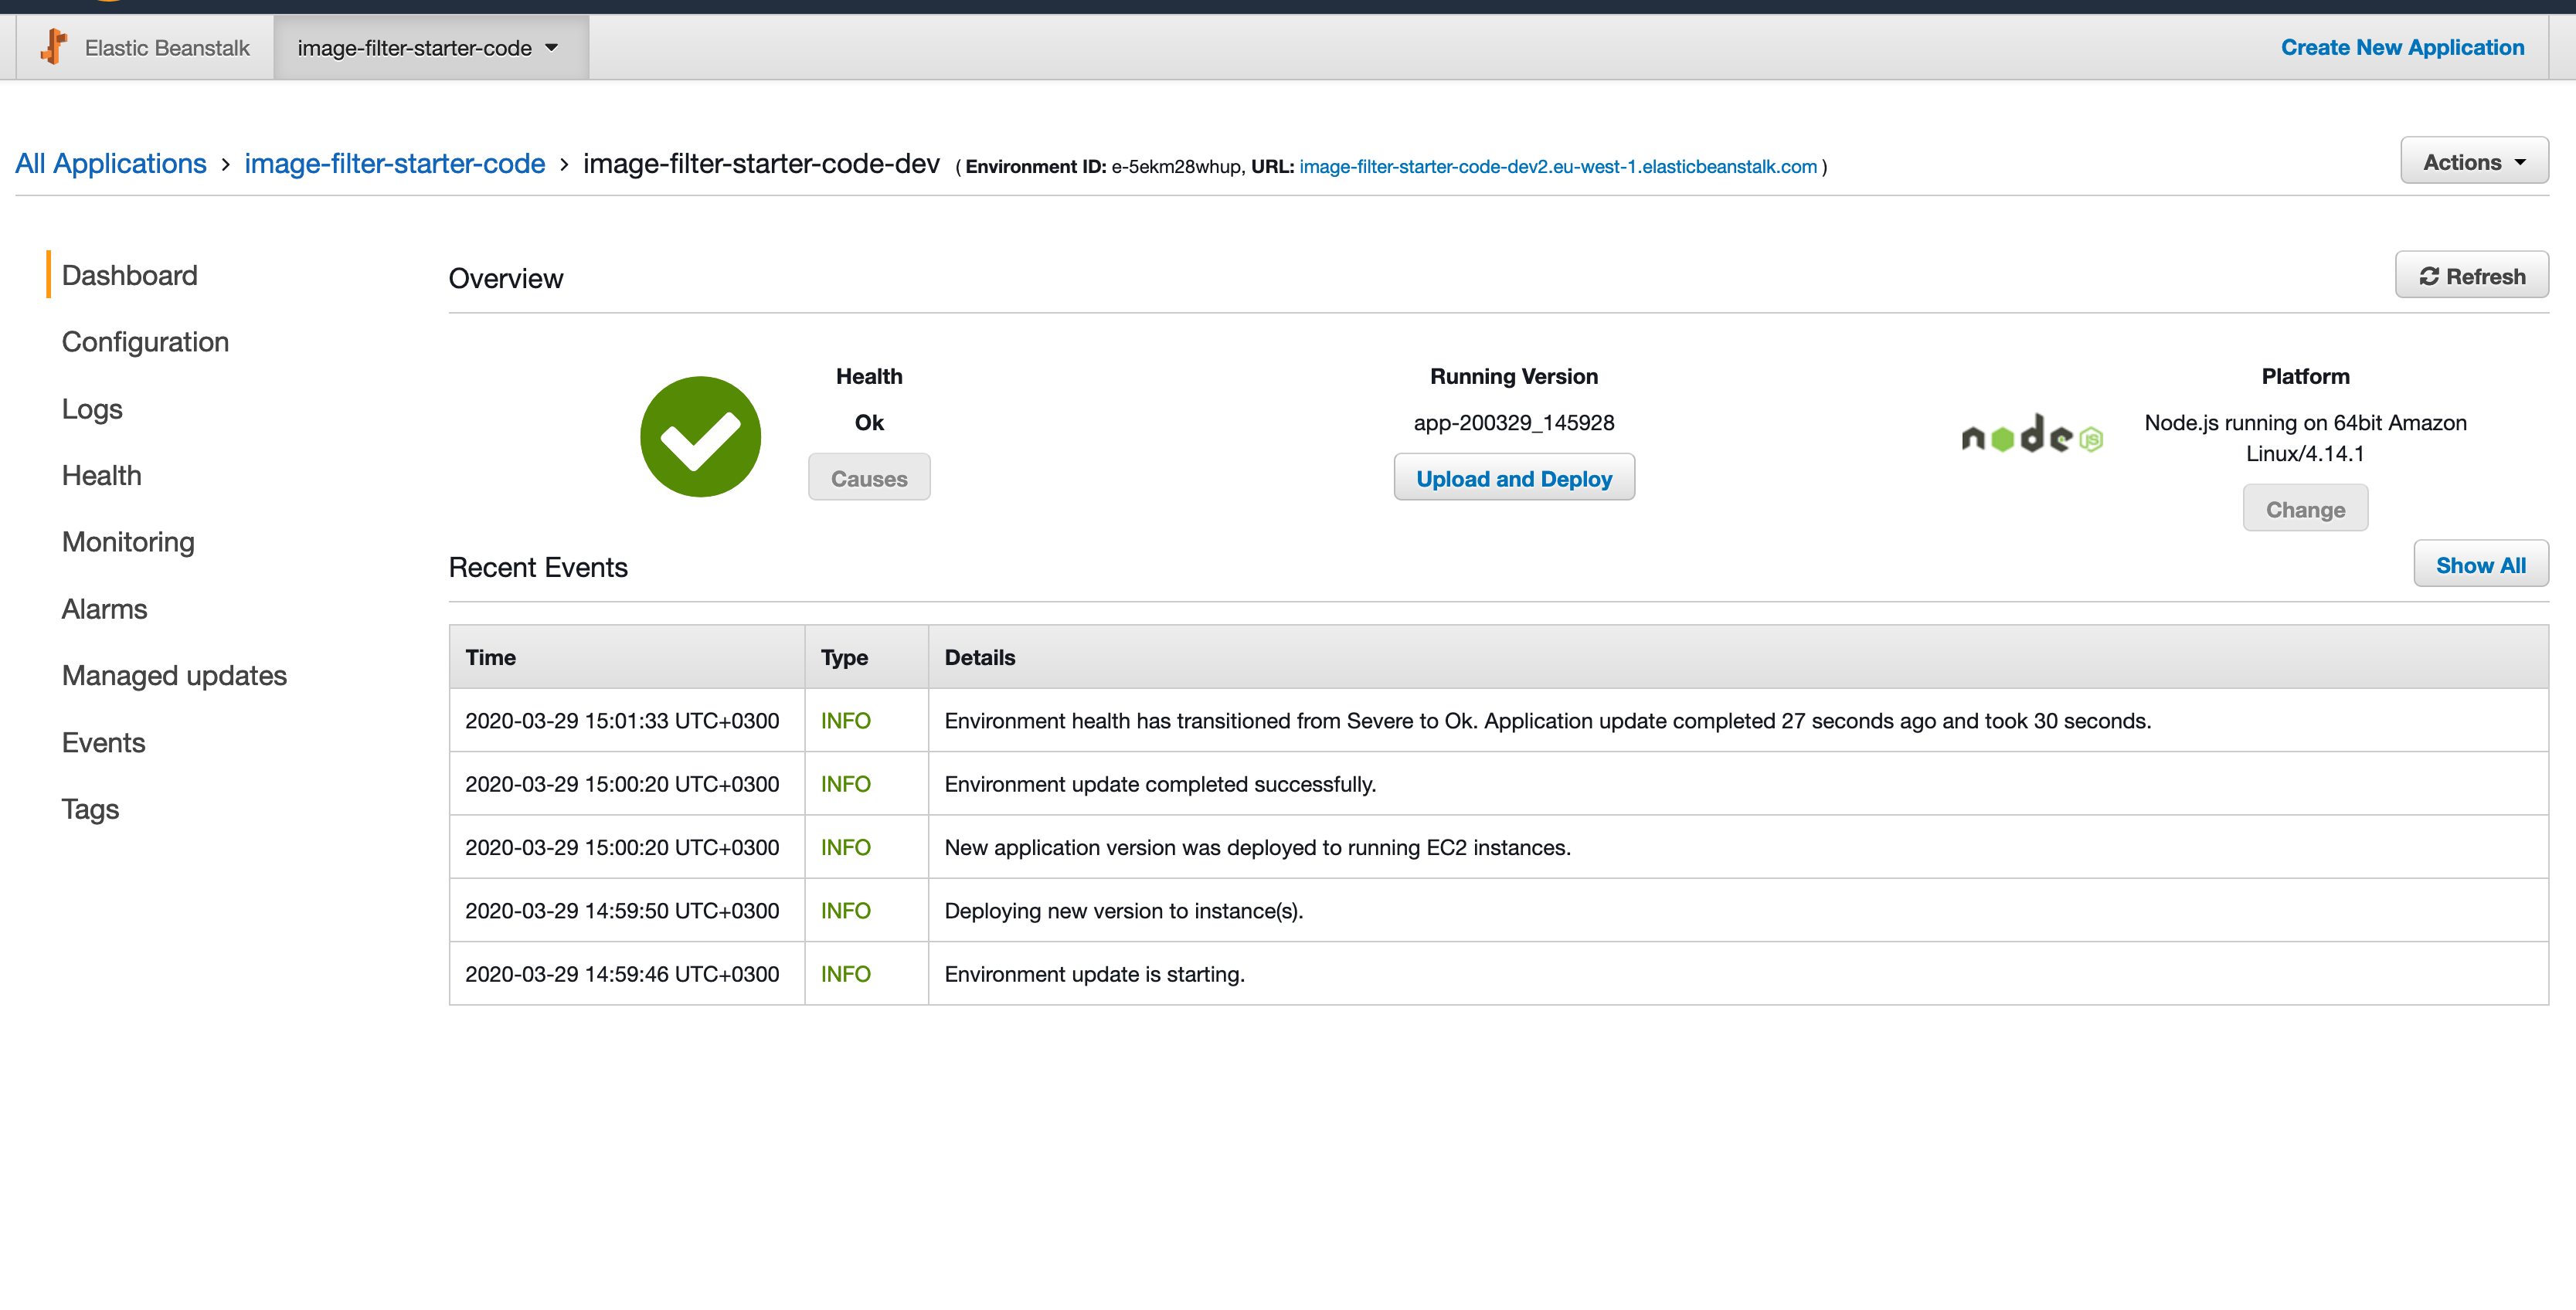 Elastic Beanstalk image-filter-starter-code Create New Application
All Applications › image-filter-starter-code › image-filter-starter-code-dev ( Environment ID: e-5ekm28whup, URL: image-filter-starter-code-dev2.eu-west-1.elasticbeanstalk.com ) Actions
Dashboard
Configuration
Logs
Health
Monitoring
Alarms
Managed updates
Events
Tags
Overview Refresh
Health
Ok
Causes
Running Version
app-200329_145928
Upload and Deploy
node JS
Platform
Node.js running on 64bit Amazon
Linux/4.14.1
Change
Recent Events Show All
Time Type Details
2020-03-29 15:01:33 UTC+0300 INFO Environment health has transitioned from Severe to Ok. Application update completed 27 seconds ago and took 30 seconds.
2020-03-29 15:00:20 UTC+0300 INFO Environment update completed successfully.
2020-03-29 15:00:20 UTC+0300 INFO New application version was deployed to running EC2 instances.
2020-03-29 14:59:50 UTC+0300 INFO Deploying new version to instance(s).
2020-03-29 14:59:46 UTC+0300 INFO Environment update is starting.